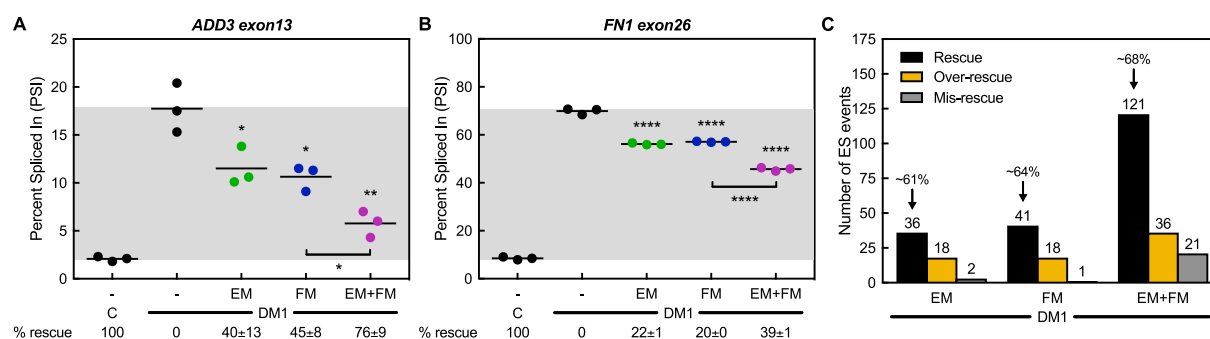 A
ADD3 exon13
Percent Spliced In (PSI)
25
20
15
10
5
0
*
*
**
*
- - EM FM EM+FM
C DM1
% rescue 100 0 40±13 45±8 76±9
B
FN1 exon26
Percent Spliced In (PSI)
100
80
60
40
20
0
****
****
****
****
- - EM FM EM+FM
C DM1
% rescue 100 0 22±1 20±0 39±1
C
Number of ES events
175
150
125
100
75
50
25
0
Rescue
Over-rescue
Mis-rescue
~61%
36 18 2
~64%
41 18 1
~68%
121 36 21
EM FM EM+FM
DM1